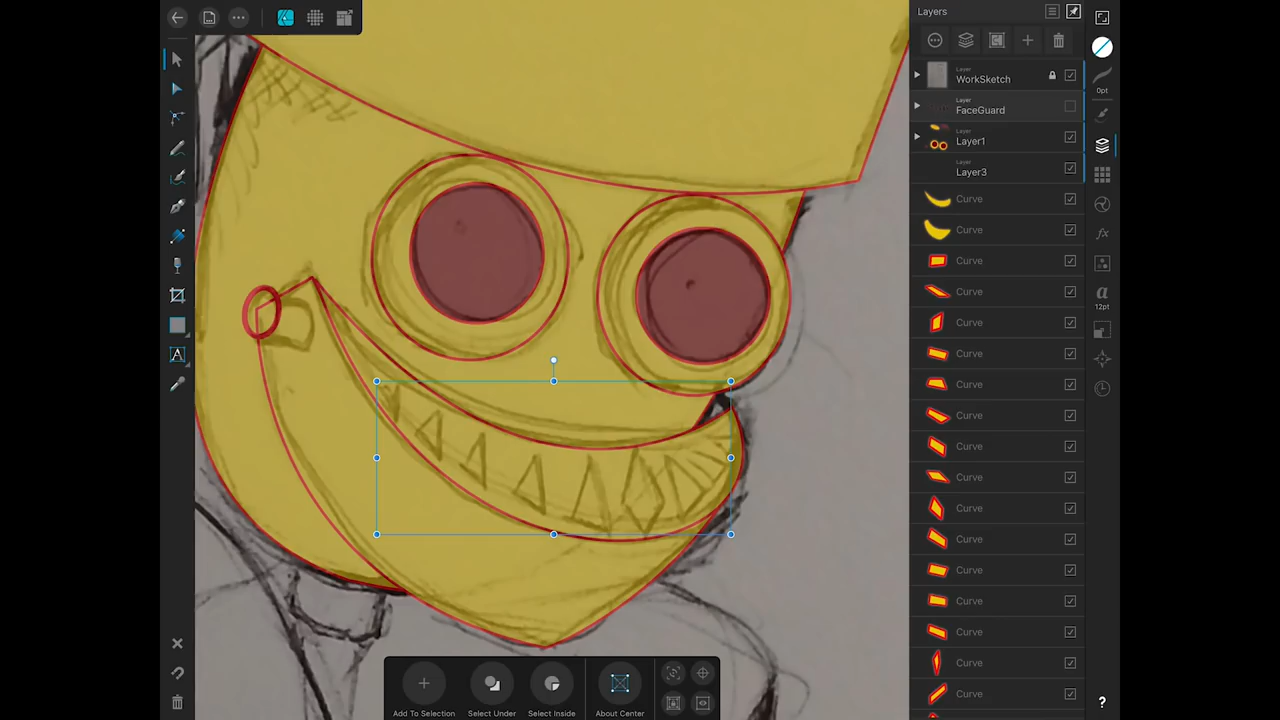 Layers
Layer
WorkSketch
0pt
Layer
FaceGuard
Layer
Layer1
Layer
Layer3
Curve
Curve
fx
Curve
Curve
a
12pt
Curve
Curve
Curve
Curve
Curve
Curve
Curve
Curve
Curve
Curve
Curve
Curve
Curve
A
?
Add To Selection
Select Under
Select Inside
About Center